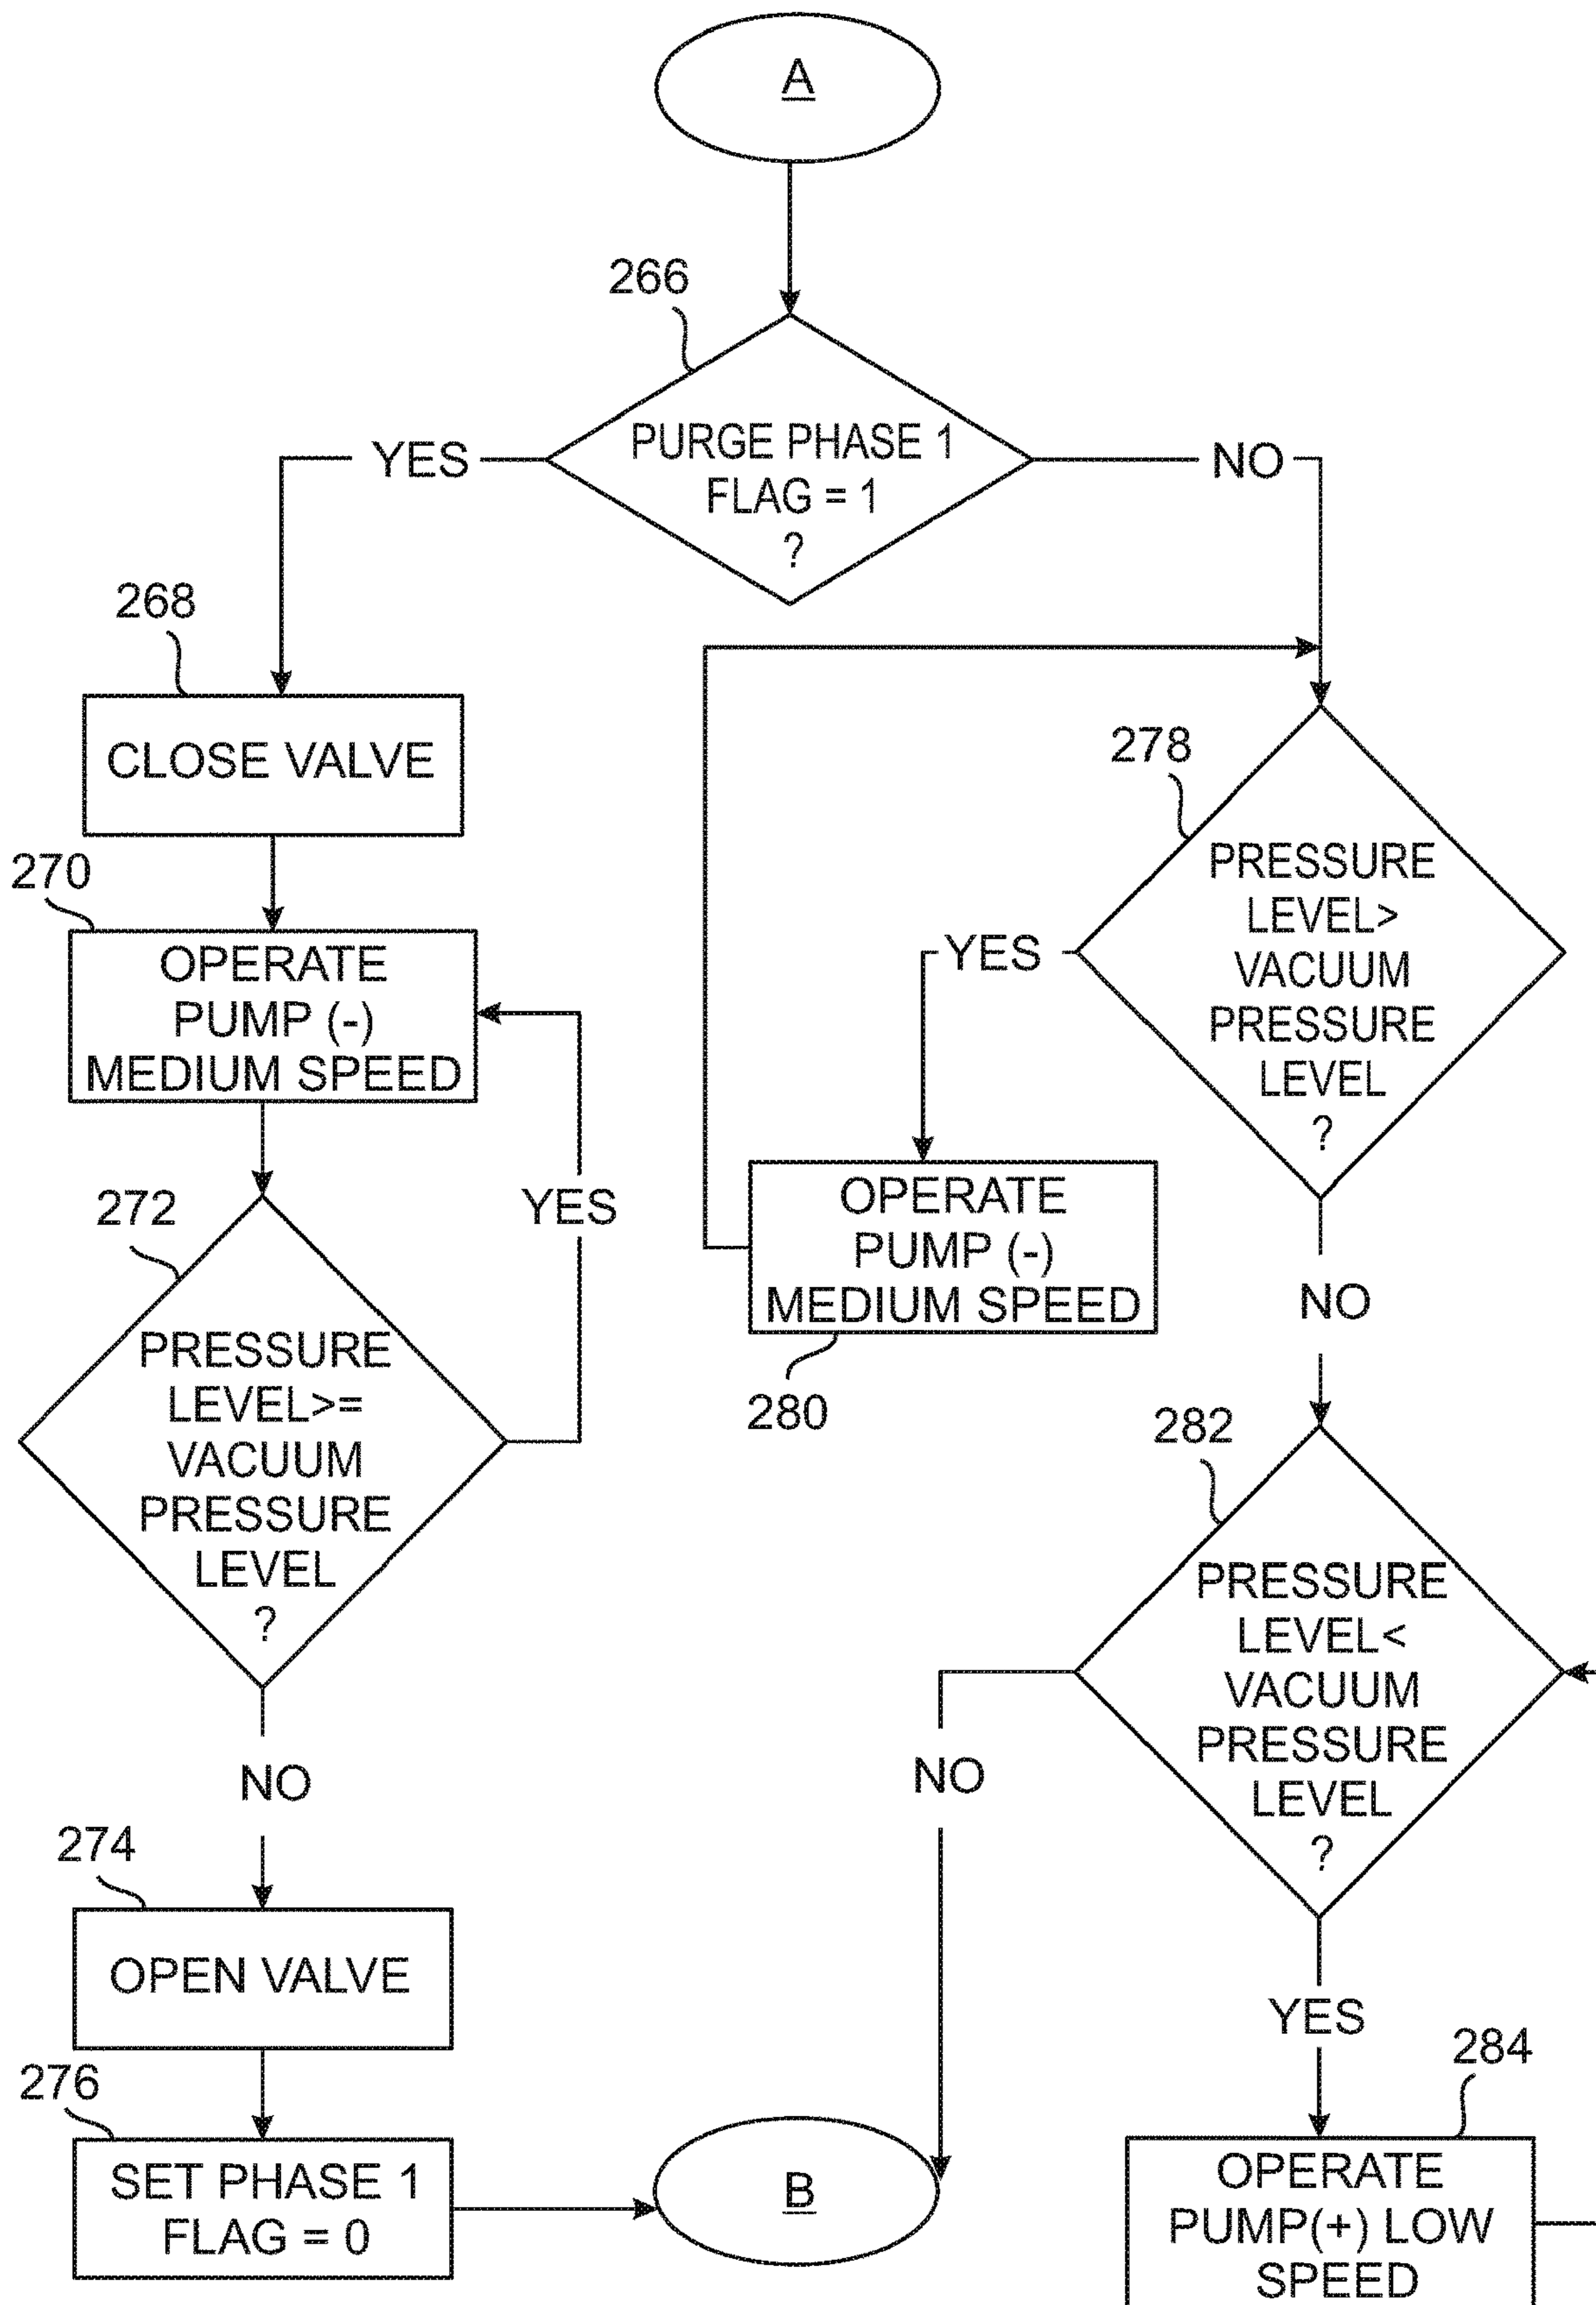 A
266
PURGE PHASE 1
FLAG = 1
?
YES
NO
268
CLOSE VALVE
270
OPERATE
PUMP (-)
MEDIUM SPEED
YES
272
PRESSURE
LEVEL>=
VACUUM
PRESSURE
LEVEL
?
NO
274
OPEN VALVE
276
SET PHASE 1
FLAG = 0
278
PRESSURE
LEVEL>
VACUUM
PRESSURE
LEVEL
?
YES
OPERATE
PUMP (-)
MEDIUM SPEED
280
NO
282
PRESSURE
LEVEL<
VACUUM
PRESSURE
LEVEL
?
NO
YES
284
OPERATE
PUMP(+) LOW
SPEED
B